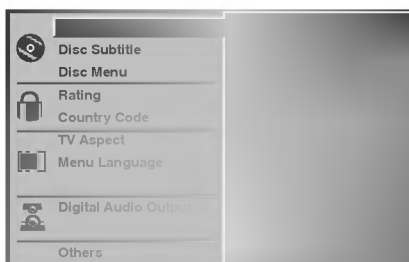 Disc Subtitle
Disc Menu
Rating
Country Code
TV Aspect
Menu Language
Digital Audio Output
Others